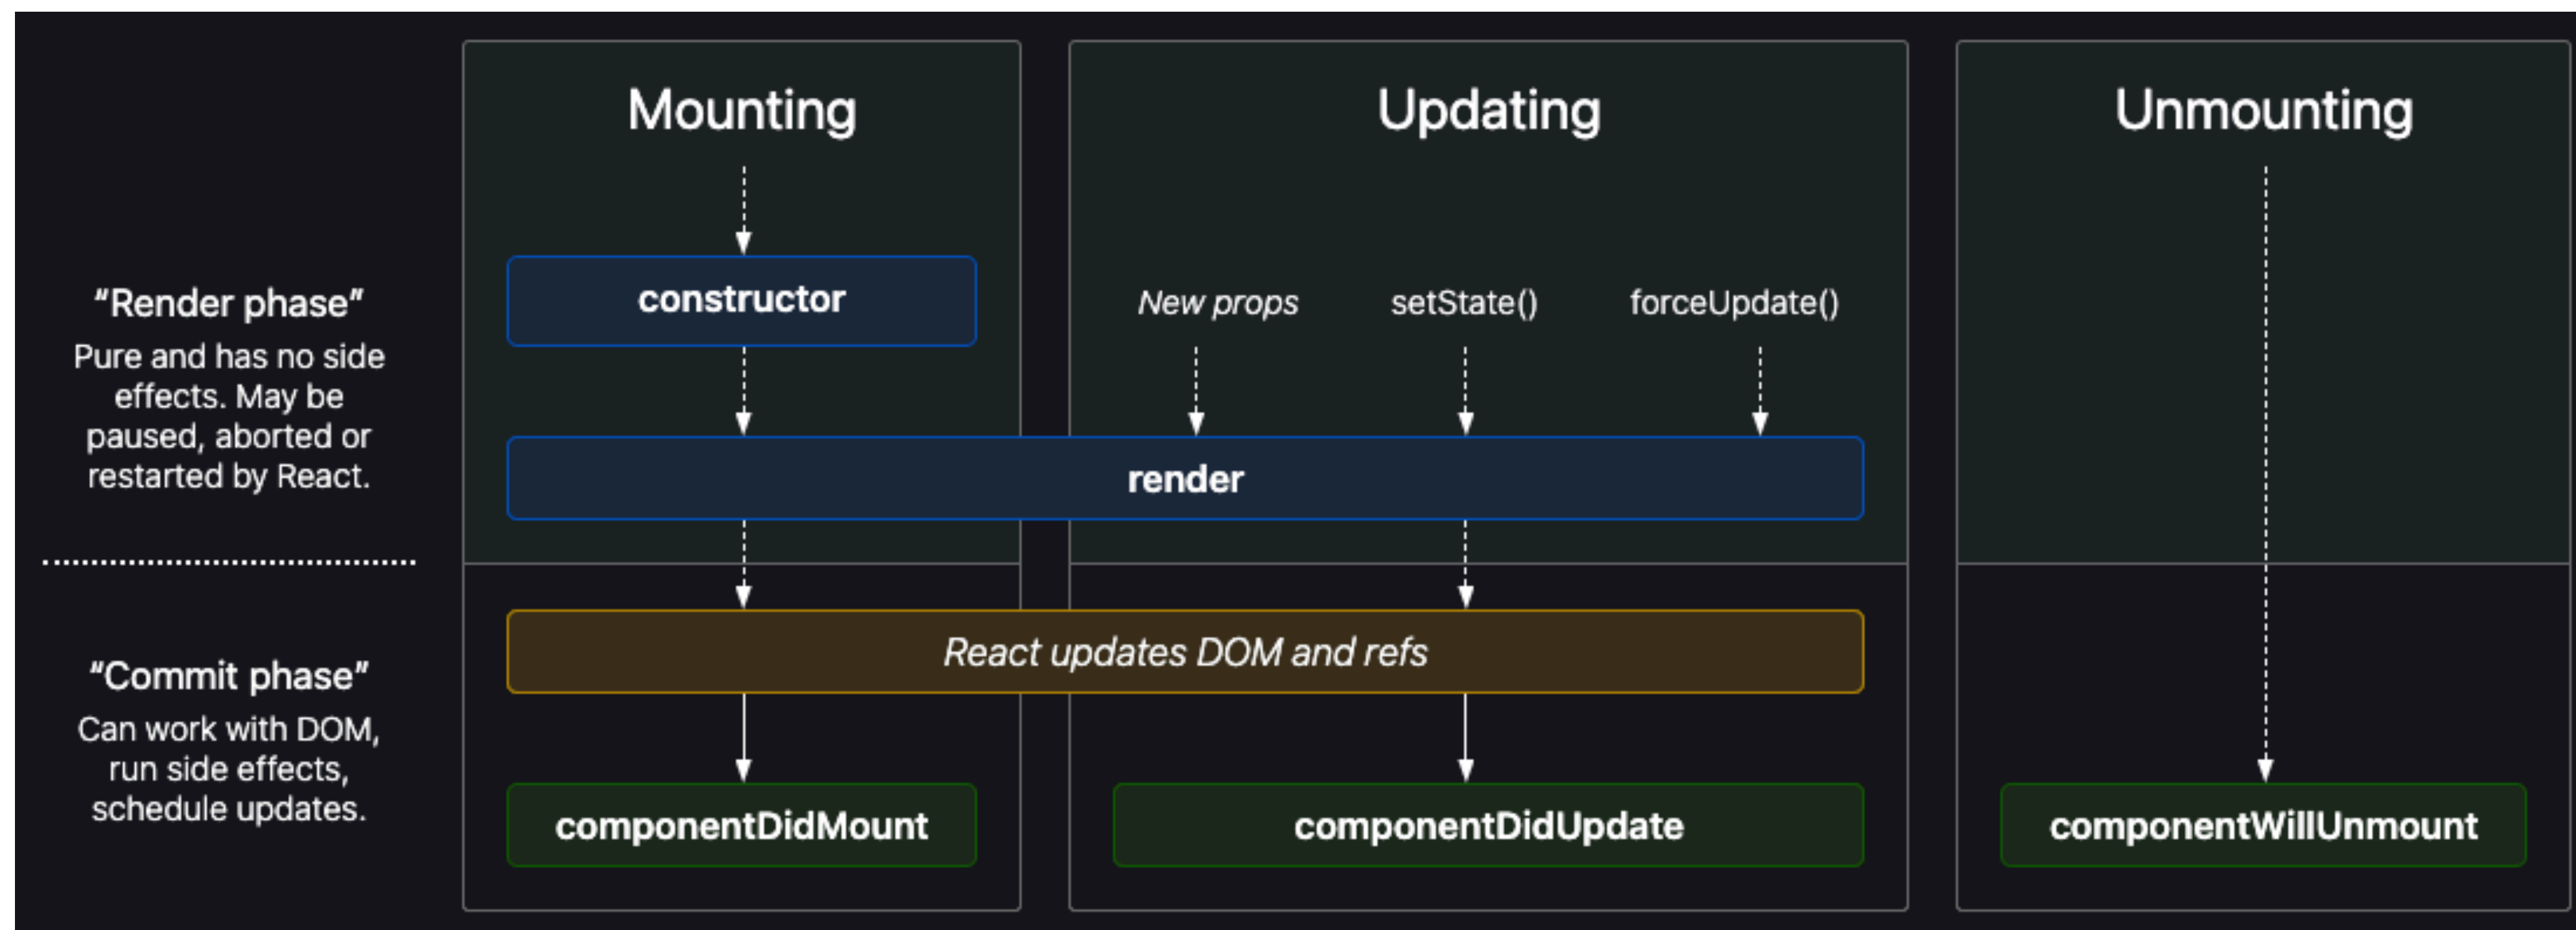 Mounting
Updating
Unmounting
“Render phase”
Pure and has no side
effects. May be
paused, aborted or
restarted by React.
constructor
New props
setState()
forceUpdate()
render
“Commit phase”
Can work with DOM,
run side effects,
schedule updates.
React updates DOM and refs
componentDidMount
componentDidUpdate
componentWillUnmount